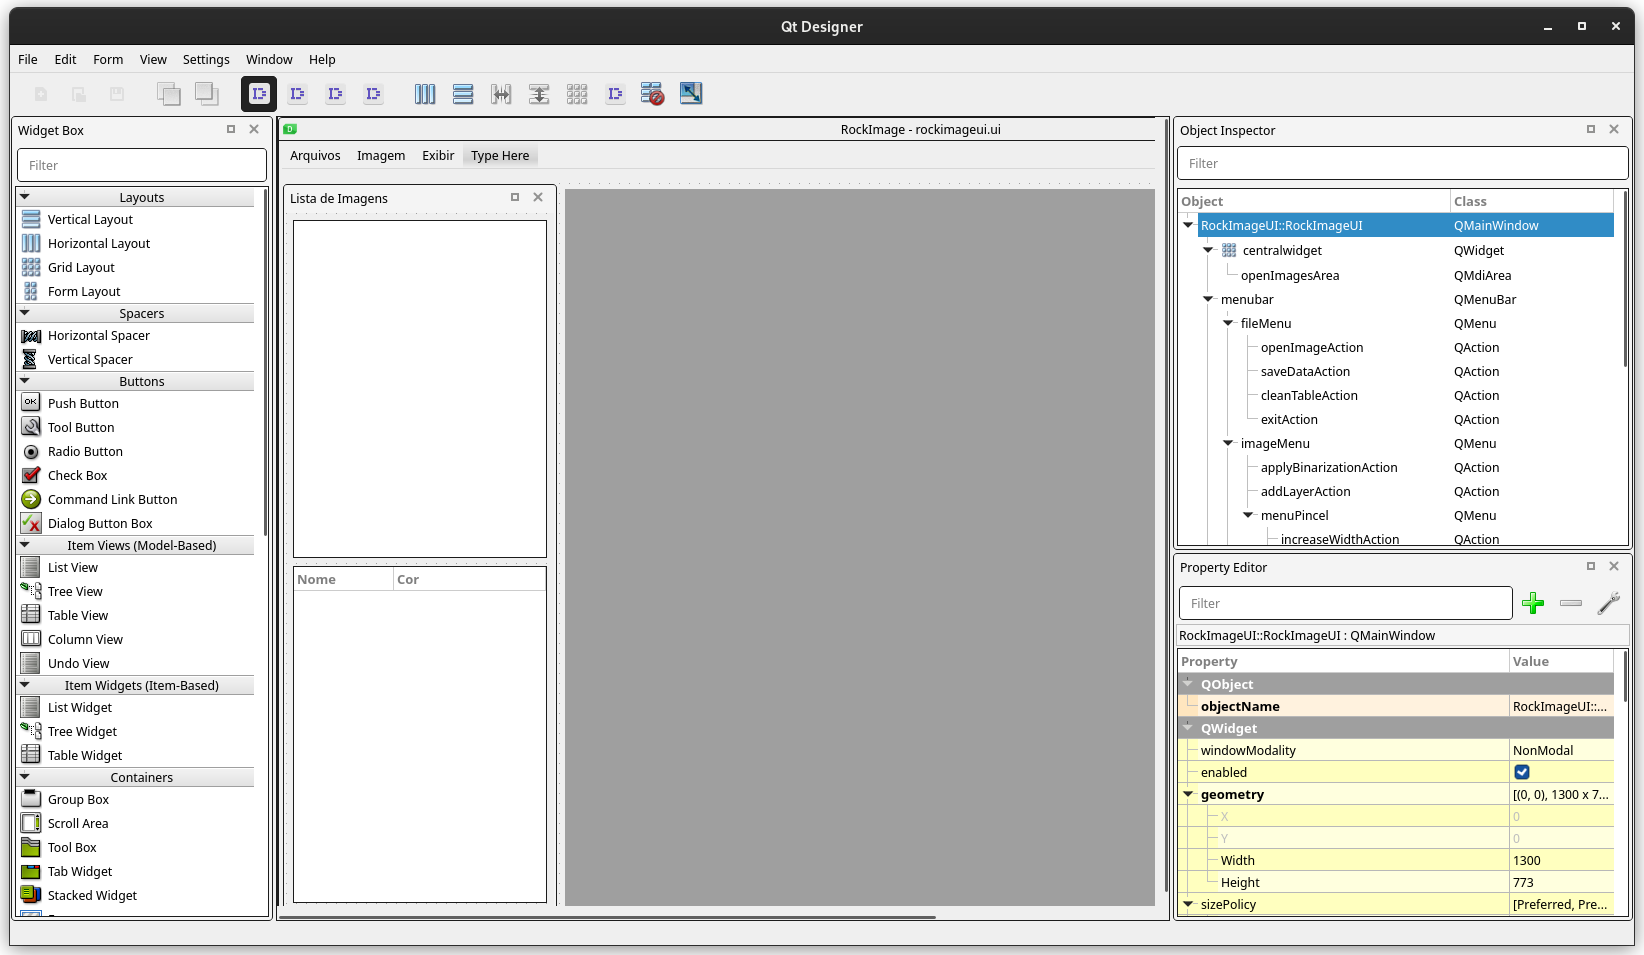 Qt Designer
File Edit Form View Settings Window Help
Widget Box
Filter
Layouts
Vertical Layout
Horizontal Layout
Grid Layout
Form Layout
Spacers
Horizontal Spacer
Vertical Spacer
Buttons
Push Button
Tool Button
Radio Button
Check Box
Command Link Button
Dialog Button Box
Item Views (Model-Based)
List View
Tree View
Table View
Column View
Undo View
Item Widgets (Item-Based)
List Widget
Tree Widget
Table Widget
Containers
Group Box
Scroll Area
Tool Box
Tab Widget
Stacked Widget
RockImage - rockimageui.ui
Arquivos Imagem Exibir Type Here
Lista de Imagens
Nome Cor
Object Inspector
Filter
Object Class
RockImageUI::RockImageUI QMainWindow
centralwidget QWidget
openImagesArea QMdiArea
menubar QMenuBar
fileMenu QMenu
openImageAction QAction
saveDataAction QAction
cleanTableAction QAction
exitAction QAction
imageMenu QMenu
applyBinarizationAction QAction
addLayerAction QAction
menuPincel QMenu
increaseWidthAction QAction
Property Editor
Filter
RockImageUI::RockImageUI : QMainWindow
Property Value
QObject
objectName RockImageUI::...
QWidget
windowModality NonModal
enabled
geometry [(0, 0), 1300 x 7...
X 0
Y 0
Width 1300
Height 773
sizePolicy [Preferred, Pre...